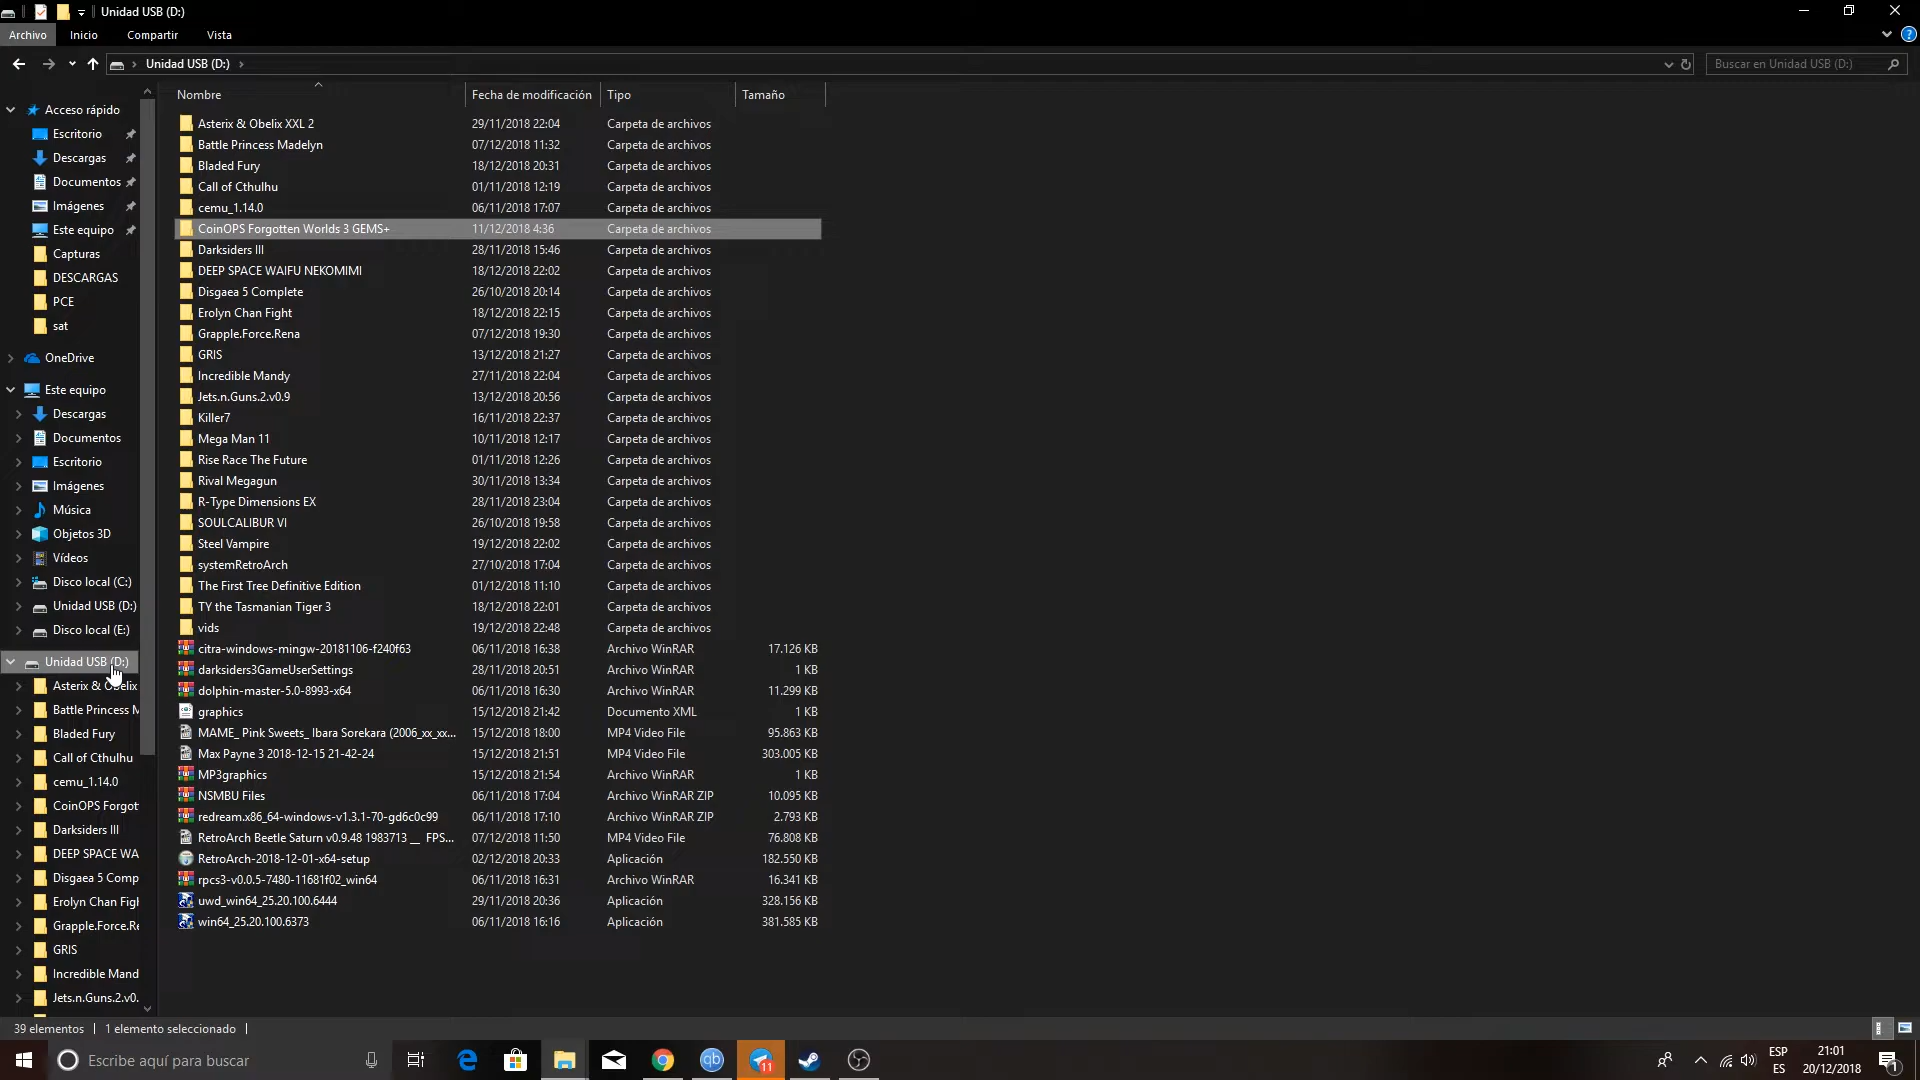 Unidad USB (D:)
Archivo Inicio Compartir Vista
Unidad USB (D:)
Buscar en Unidad USB (D:)
Acceso rápido
Escritorio
Descargas
Documentos
Imágenes
Este equipo
Capturas
DESCARGAS
PCE
sat
OneDrive
Este equipo
Descargas
Documentos
Escritorio
Imágenes
Música
Objetos 3D
Vídeos
Disco local (C:)
Unidad USB (D:)
Disco local (E:)
Unidad USB (D:)
Asterix & Obelix
Battle Princess M
Bladed Fury
Call of Cthulhu
cemu_1.14.0
CoinOPS Forgot
Darksiders III
DEEP SPACE WA
Disgaea 5 Comp
Erolyn Chan Figh
Grapple.Force.Re
GRIS
Incredible Mand
Jets.n.Guns.2.v0.
Nombre Fecha de modificación Tipo Tamaño
Asterix & Obelix XXL 2 29/11/2018 22:04 Carpeta de archivos
Battle Princess Madelyn 07/12/2018 11:32 Carpeta de archivos
Bladed Fury 18/12/2018 20:31 Carpeta de archivos
Call of Cthulhu 01/11/2018 12:19 Carpeta de archivos
cemu_1.14.0 06/11/2018 17:07 Carpeta de archivos
CoinOPS Forgotten Worlds 3 GEMS+ 11/12/2018 4:36 Carpeta de archivos
Darksiders III 28/11/2018 15:46 Carpeta de archivos
DEEP SPACE WAIFU NEKOMIMI 18/12/2018 22:02 Carpeta de archivos
Disgaea 5 Complete 26/10/2018 20:14 Carpeta de archivos
Erolyn Chan Fight 18/12/2018 22:15 Carpeta de archivos
Grapple.Force.Rena 07/12/2018 19:30 Carpeta de archivos
GRIS 13/12/2018 21:27 Carpeta de archivos
Incredible Mandy 27/11/2018 22:04 Carpeta de archivos
Jets.n.Guns.2.v0.9 13/12/2018 20:56 Carpeta de archivos
Killer7 16/11/2018 22:37 Carpeta de archivos
Mega Man 11 10/11/2018 12:17 Carpeta de archivos
Rise Race The Future 01/11/2018 12:26 Carpeta de archivos
Rival Megagun 30/11/2018 13:34 Carpeta de archivos
R-Type Dimensions EX 28/11/2018 23:04 Carpeta de archivos
SOULCALIBUR VI 26/10/2018 19:58 Carpeta de archivos
Steel Vampire 19/12/2018 22:02 Carpeta de archivos
systemRetroArch 27/10/2018 17:04 Carpeta de archivos
The First Tree Definitive Edition 01/12/2018 11:10 Carpeta de archivos
TY the Tasmanian Tiger 3 18/12/2018 22:01 Carpeta de archivos
vids 19/12/2018 22:48 Carpeta de archivos
citra-windows-mingw-20181106-f240f63 06/11/2018 16:38 Archivo WinRAR 17.126 KB
darksiders3GameUserSettings 28/11/2018 20:51 Archivo WinRAR 1 KB
dolphin-master-5.0-8993-x64 06/11/2018 16:30 Archivo WinRAR 11.299 KB
graphics 15/12/2018 21:42 Documento XML 1 KB
MAME_ Pink Sweets_ Ibara Sorekara (2006_xx_xx... 15/12/2018 18:00 MP4 Video File 95.863 KB
Max Payne 3 2018-12-15 21-42-24 15/12/2018 21:51 MP4 Video File 303.005 KB
MP3graphics 15/12/2018 21:54 Archivo WinRAR 1 KB
NSMBU Files 06/11/2018 17:04 Archivo WinRAR ZIP 10.095 KB
redream.x86_64-windows-v1.3.1-70-gd6c0c99 06/11/2018 17:10 Archivo WinRAR ZIP 2.793 KB
RetroArch Beetle Saturn v0.9.48 1983713 __ FPS... 07/12/2018 11:50 MP4 Video File 76.808 KB
RetroArch-2018-12-01-x64-setup 02/12/2018 20:33 Aplicación 182.550 KB
rpcs3-v0.0.5-7480-11681f02_win64 06/11/2018 16:31 Archivo WinRAR 16.341 KB
uwd_win64_25.20.100.6444 29/11/2018 20:36 Aplicación 328.156 KB
win64_25.20.100.6373 06/11/2018 16:16 Aplicación 381.585 KB
39 elementos 1 elemento seleccionado
Escribe aquí para buscar
11
ESP
ES
21:01
20/12/2018
1